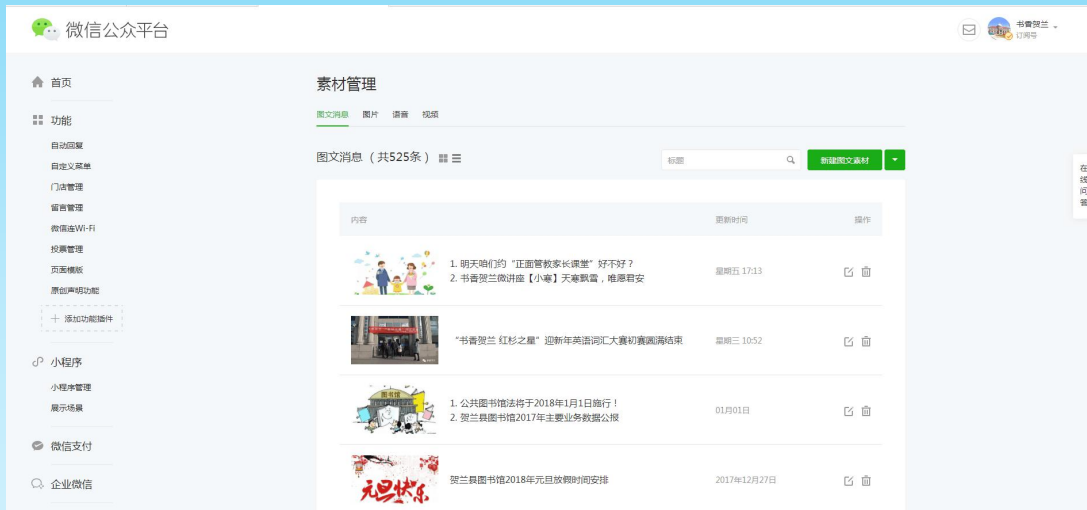 微信公众平台
书香贺兰
订阅号
首页
功能
自动回复
自定义菜单
门店管理
留言管理
微信连Wi-Fi
投票管理
页面模版
原创声明功能
添加功能插件
小程序
小程序管理
展示场景
微信支付
企业微信
素材管理
图文消息 图片 语音 视频
图文消息（共525条）
标题
新建图文素材
内容 更新时间 操作
1. 明天咱们约“正面管教家长课堂”好不好？
2. 书香贺兰微讲座【小寒】天寒飘雪，唯愿君安
星期五 17:13
“书香贺兰 红杉之星”迎新年英语词汇大赛初赛圆满结束
星期三 10:52
图书馆
1. 公共图书馆法将于2018年1月1日施行！
2. 贺兰县图书馆2017年主要业务数据公报
01月01日
元旦快乐
贺兰县图书馆2018年元旦放假时间安排
2017年12月27日
在
线
问